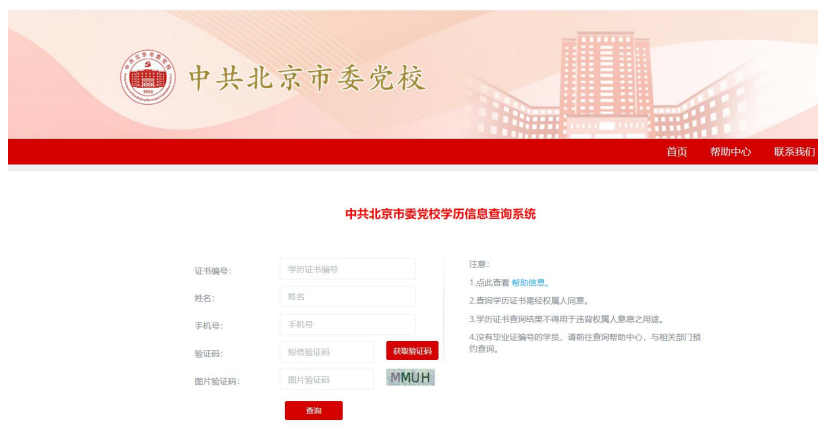 中共北京市委党校
首页 帮助中心 联系我们
中共北京市委党校学历信息查询系统
证书编号： 学历证书编号
姓名： 姓名
手机号： 手机号
验证码： 短信验证码 获取验证码
图片验证码： 图片验证码 MMUH
查询
注意：
1.点此查看 帮助信息。
2.查询学历证书需经权属人同意。
3.学历证书查询结果不得用于违背权属人意愿之用途。
4.没有毕业证编号的学员，请前往查询帮助中心，与相关部门预
约查询。